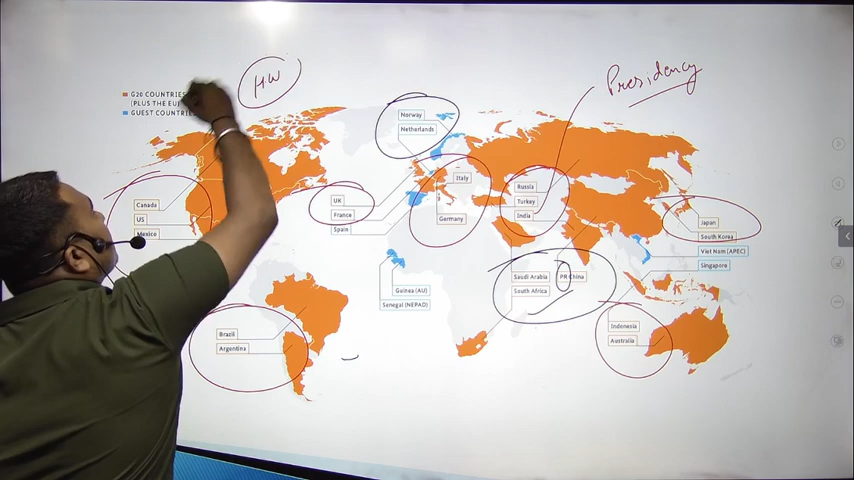 HW
Presidency
G20 COUNTRIES
(PLUS THE EU)
GUEST COUNTRIES
Norway
Netherlands
Canada
US
Mexico
UK
France
Spain
Italy
Germany
Russia
Turkey
India
Japan
South Korea
Viet Nam (APEC)
Singapore
Saudi Arabia
PR China
South Africa
Guinea (AU)
Senegal (NEPAD)
Brazil
Argentina
Indonesia
Australia